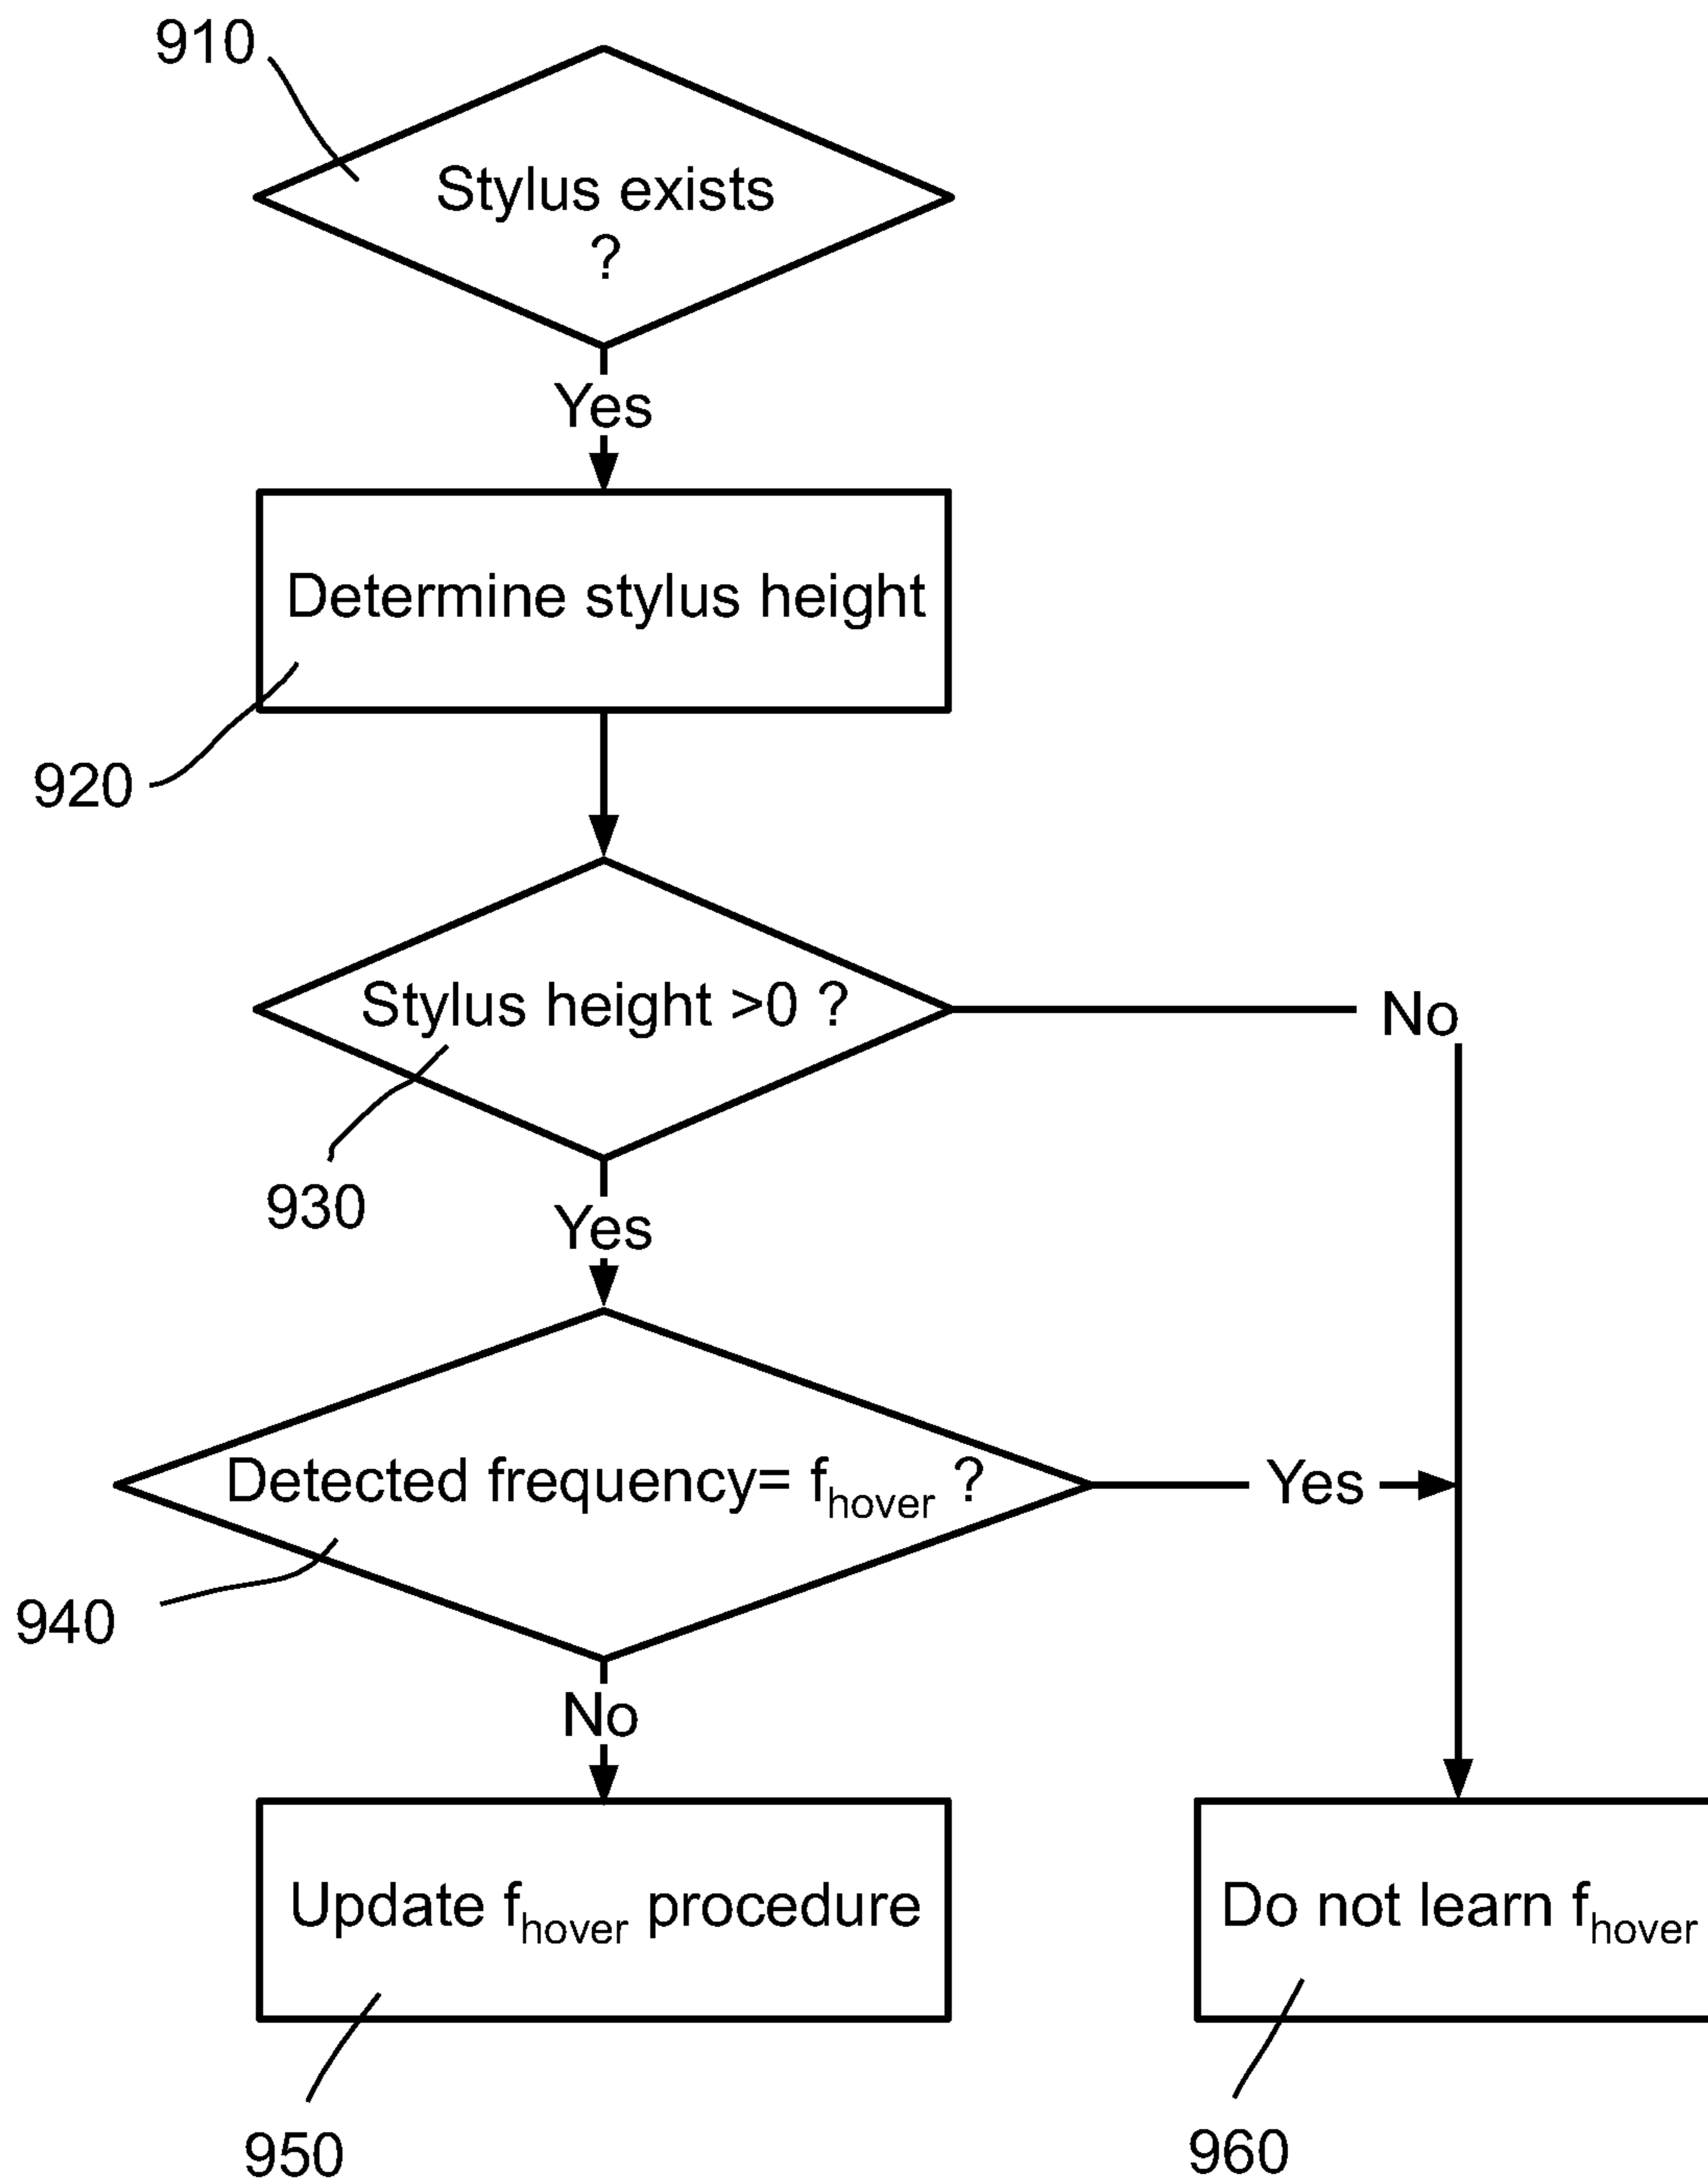 910
Stylus exists
?
Yes
Determine stylus height
920
Stylus height >0 ?
No
930
Yes
Detected frequency= fhover ?
Yes
940
No
Update fhover procedure
Do not learn fhover
950
960